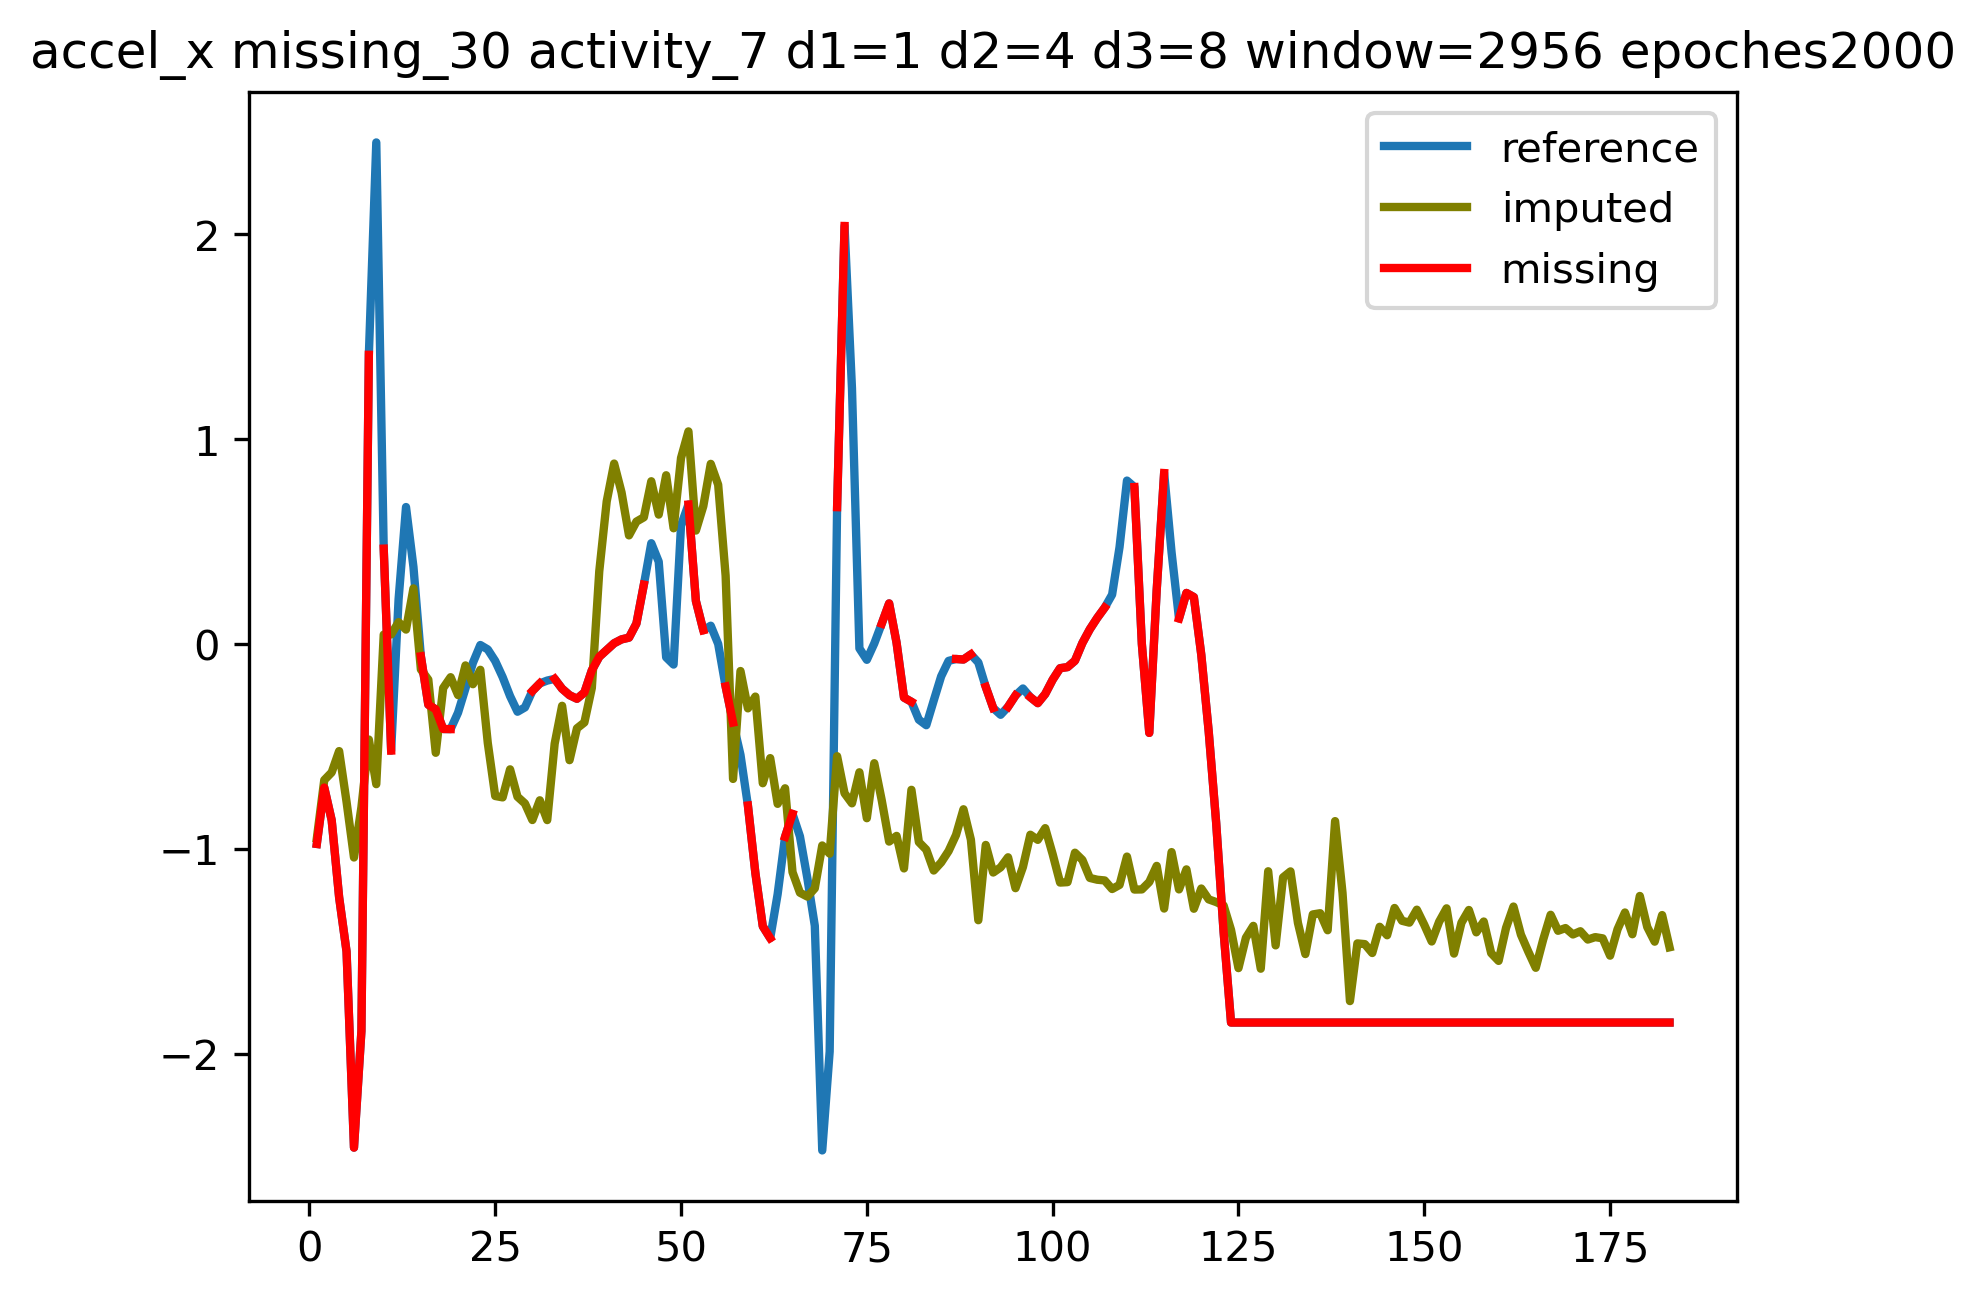 accel_x missing_30 activity_7 d1=1 d2=4 d3=8 window=2956 epoches2000
reference
imputed
missing
2
1
0
−1
−2
0 25 50 75 100 125 150 175